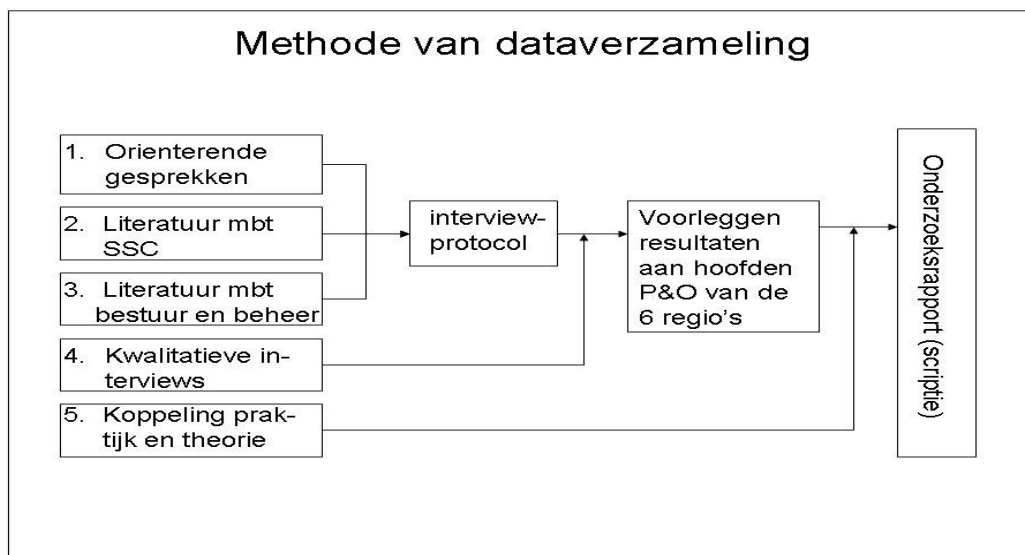 Methode van dataverzameling
1. Orienterende
gesprekken
2. Literatuur mbt
SSC
3. Literatuur mbt
bestuur en beheer
4. Kwalitatieve in-
terviews
5. Koppeling prak-
tijk en theorie
interview-
protocol
Voorleggen
resultaten
aan hoofden
P&O van de
6 regio's
Onderzoeksrapport (scriptie)